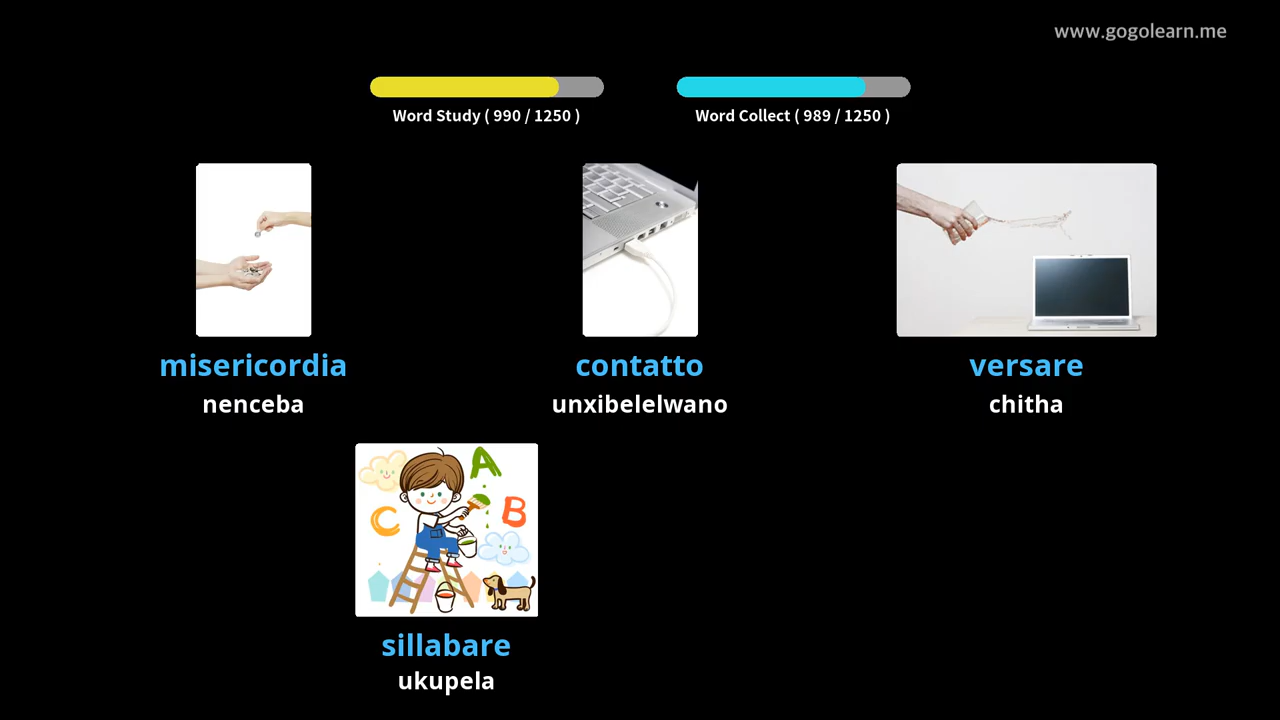 www.gogolearn.me
Word Study ( 990 / 1250 )
Word Collect ( 989 / 1250 )
misericordia
nenceba
contatto
unxibelelwano
versare
chitha
A
B
C
sillabare
ukupela